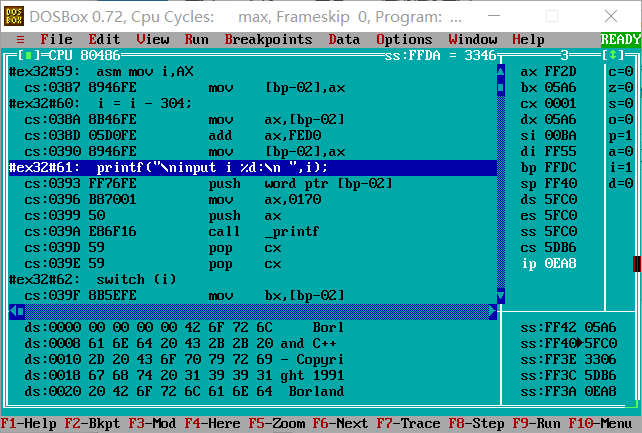 DOS BOX DOSBox 0.72, Cpu Cycles: max, Frameskip 0, Program: ...
≡ File Edit View Run Breakpoints Data Options Window Help READY
[■]=CPU 80486 ss:FFDA = 3346 3 [↕]
#ex32#59: asm mov i,AX ax FF2D c=0
cs:0387 8946FE mov [bp-02],ax bx 05A6 z=0
#ex32#60: i = i - 304; cx 0001 s=0
cs:038A 8B46FE mov ax,[bp-02] dx 05A6 o=0
cs:038D 05D0FE add ax,FED0 si 00BA p=1
cs:0390 8946FE mov [bp-02],ax di FF55 a=0
#ex32#61: printf("\ninput i %d:\n ",i); bp FFDC i=1
cs:0393 FF76FE push word ptr [bp-02] sp FF40 d=0
cs:0396 B87001 mov ax,0170 ds 5FC0
cs:0399 50 push ax es 5FC0
cs:039A E86F16 call _printf ss 5FC0
cs:039D 59 pop cx cs 5DB6
cs:039E 59 pop cx ip 0EA8
#ex32#62: switch (i)
cs:039F 8B5EFE mov bx,[bp-02]
ds:0000 00 00 00 00 42 6F 72 6C Borl ss:FF42 05A6
ds:0008 61 6E 64 20 43 2B 2B 20 and C++ ss:FF40►5FC0
ds:0010 2D 20 43 6F 70 79 72 69 - Copyri ss:FF3E 3306
ds:0018 67 68 74 20 31 39 39 31 ght 1991 ss:FF3C 5DB6
ds:0020 20 42 6F 72 6C 61 6E 64 Borland ss:FF3A 0EA8
F1-Help F2-Bkpt F3-Mod F4-Here F5-Zoom F6-Next F7-Trace F8-Step F9-Run F10-Menu